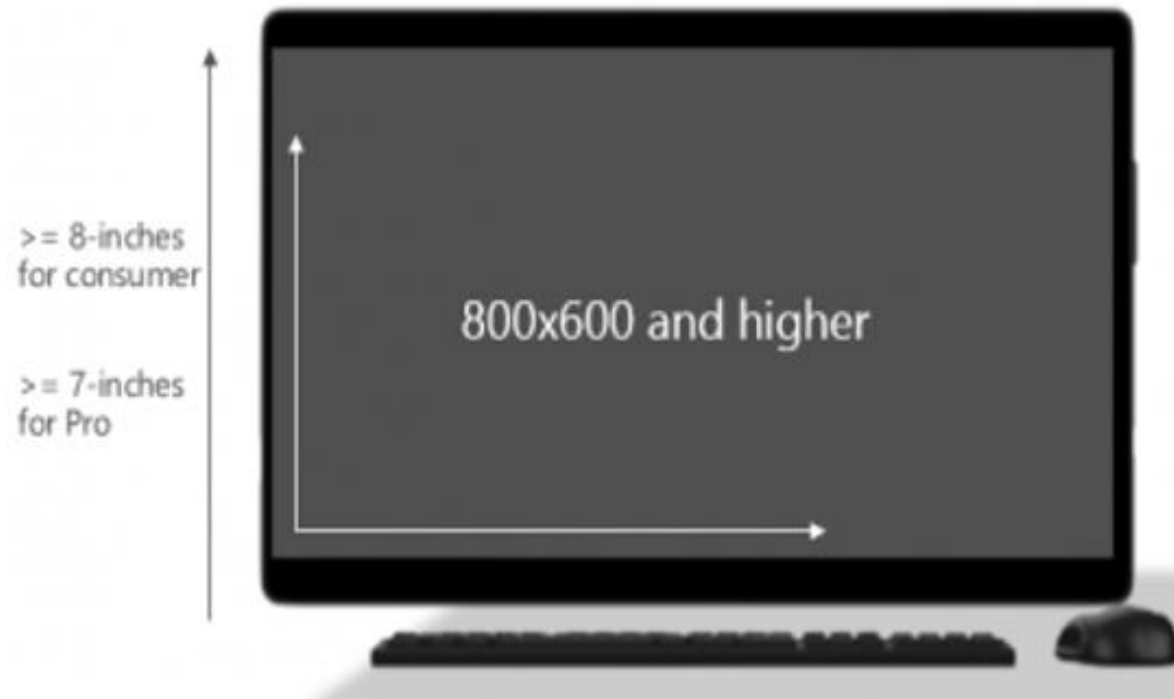 >= 8-inches
for consumer
>= 7-inches
for Pro
800x600 and higher